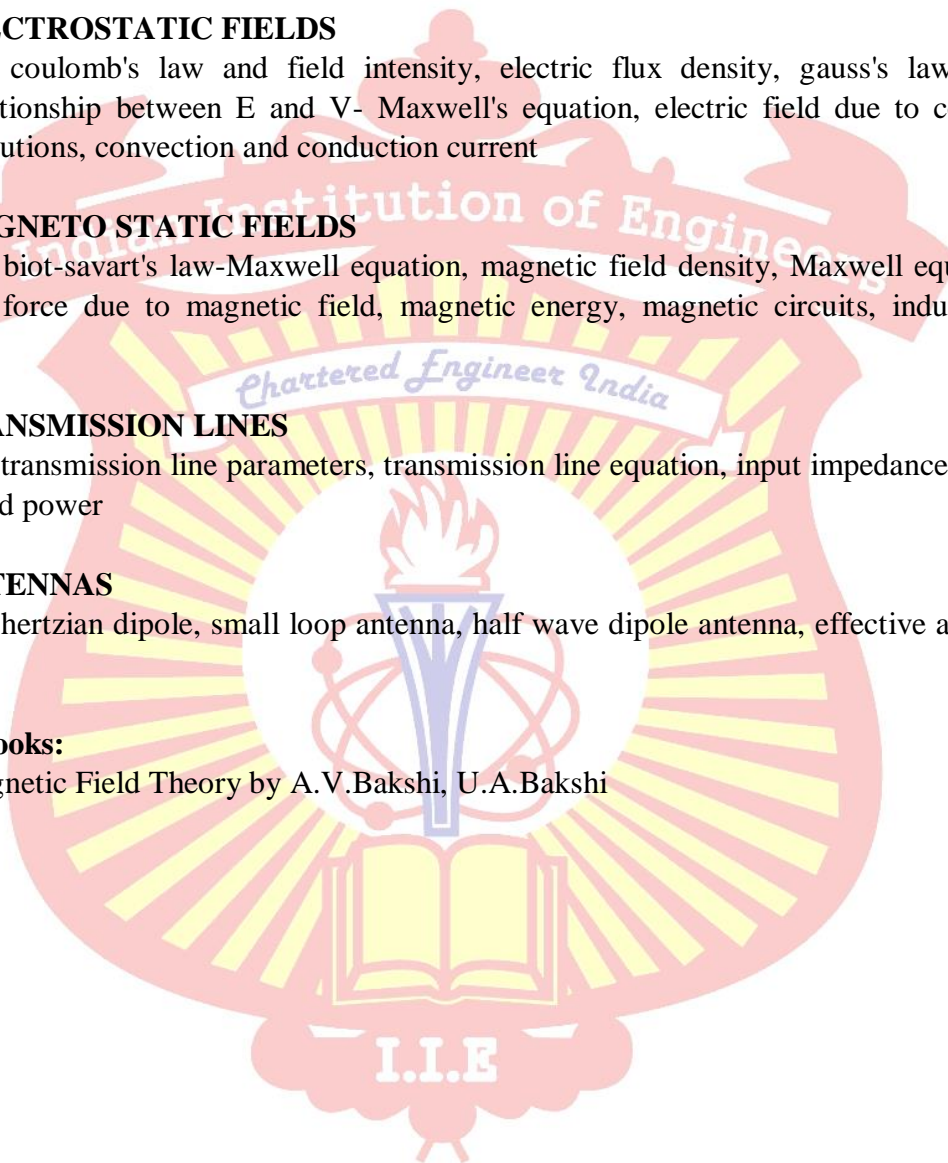 ECTROSTATIC FIELDS
coulomb's law and field intensity, electric flux density, gauss's law
tionship between E and V- Maxwell's equation, electric field due to c
utions, convection and conduction current
Indian Institution of Engineers
GNETO STATIC FIELDS
biot-savart's law-Maxwell equation, magnetic field density, Maxwell equ
force due to magnetic field, magnetic energy, magnetic circuits, indu
Chartered Engineer India
ANSMISSION LINES
transmission line parameters, transmission line equation, input impedance
d power
TENNAS
hertzian dipole, small loop antenna, half wave dipole antenna, effective a
ooks:
gnetic Field Theory by A.V.Bakshi, U.A.Bakshi
I.I.E